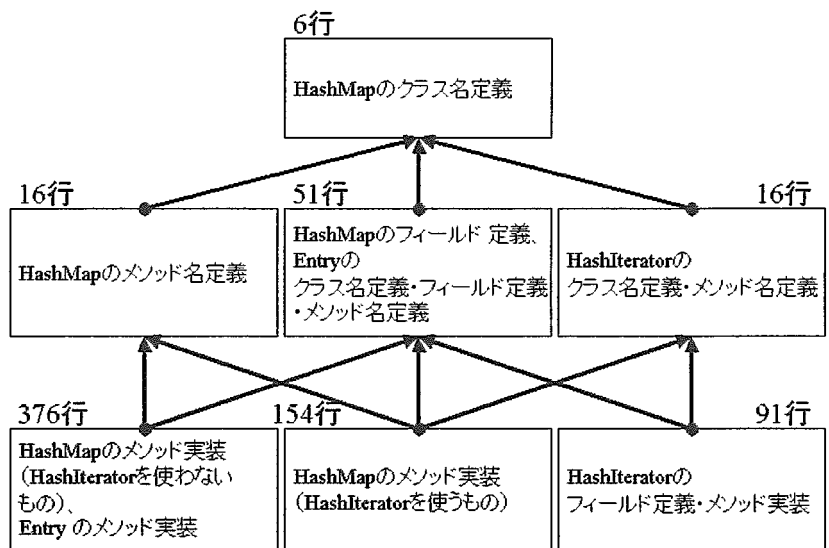 6行
HashMapのクラス名定義
16行
51行
16行
HashMapのメソッド名定義
HashMapのフィールド 定義、
Entryの
クラス名定義・フィールド定義
・メソッド名定義
HashIteratorの
クラス名定義・メソッド名定義
376行
154行
91行
HashMapのメソッド実装
(HashIteratorを使わない
もの)、
Entry のメソッド実装
HashMapのメソッド実装
(HashIteratorを使うもの)
HashIteratorの
フィールド定義・メソッド実装